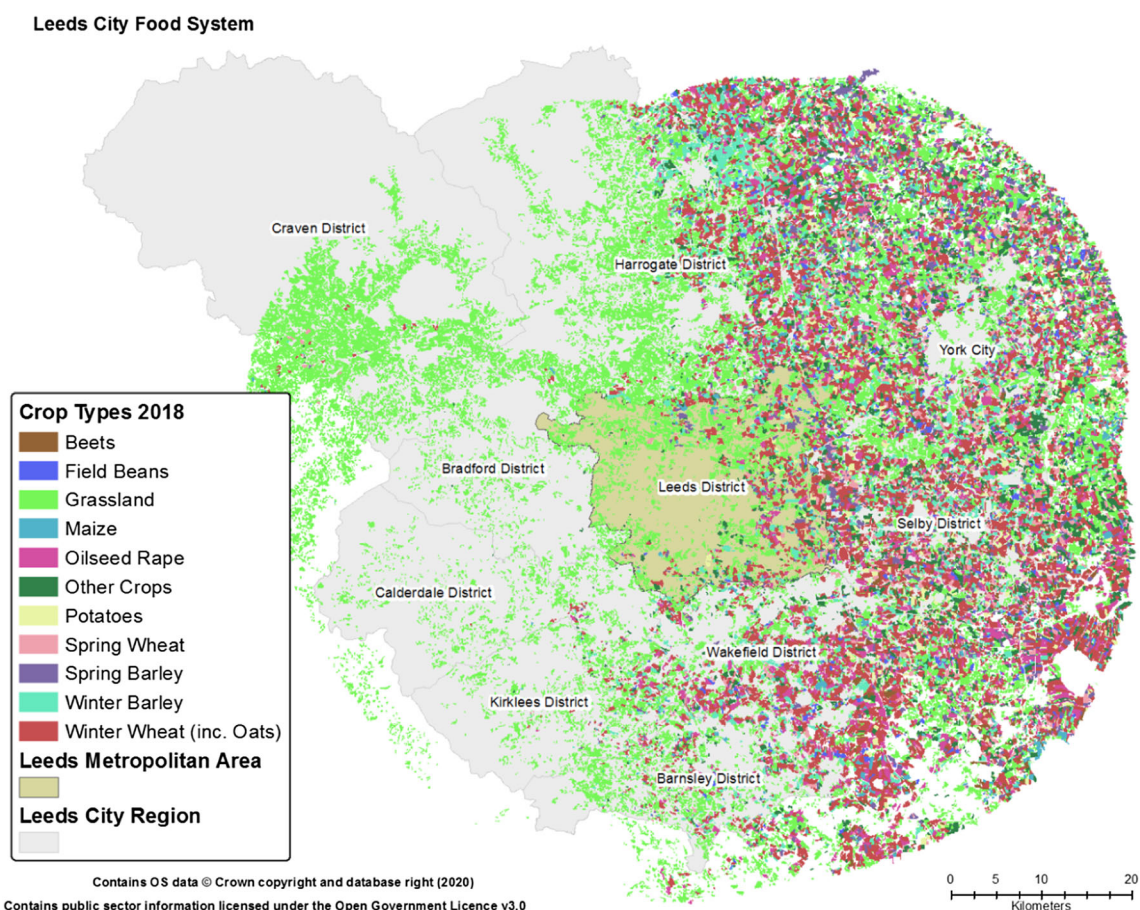 Leeds City Food System
Craven District
Harrogate District
York City
Bradford District
Leeds District
Selby District
Calderdale District
Wakefield District
Kirklees District
Barnsley District
Crop Types 2018
Beets
Field Beans
Grassland
Maize
Oilseed Rape
Other Crops
Potatoes
Spring Wheat
Spring Barley
Winter Barley
Winter Wheat (inc. Oats)
Leeds Metropolitan Area
Leeds City Region
Contains OS data © Crown copyright and database right (2020)
Contains public sector information licensed under the Open Government Licence v3.0
0 5 10 20
Kilometers